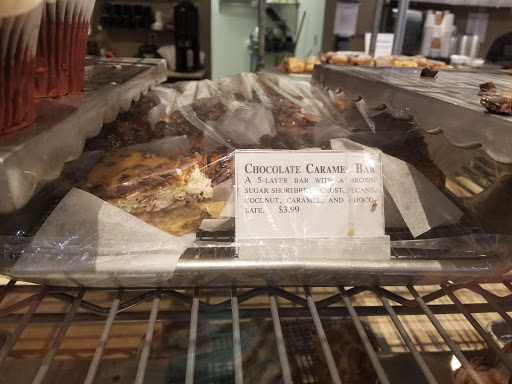 CHOCOLATE CARAMEL BAR
A 5-LAYER BAR WITH A BROWN
SUGAR SHORTBREAD CRUST, PECANS,
COCONUT, CARAMEL, AND CHOCO-
LATE. $3.99